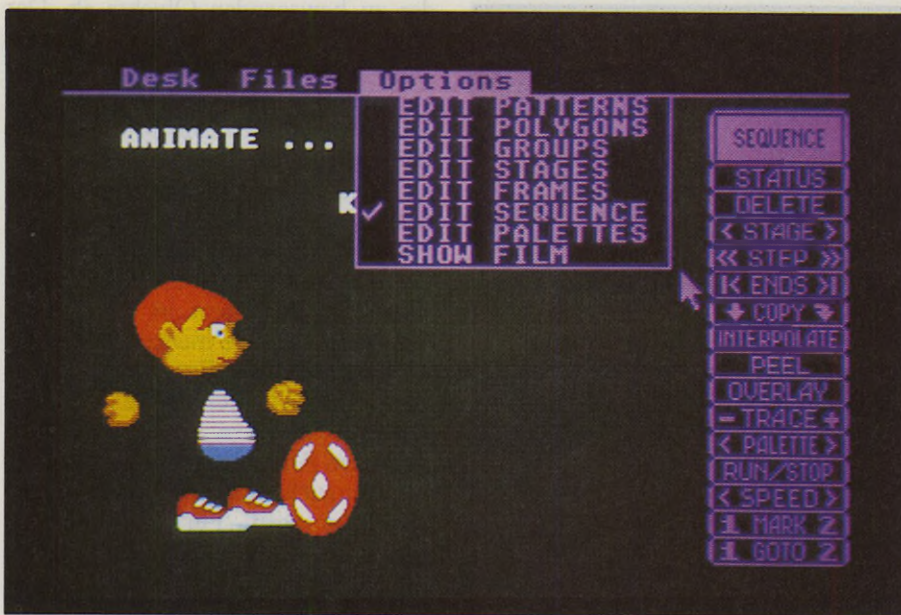 Desk Files Options
EDIT PATTERNS
EDIT POLYGONS
EDIT GROUPS
EDIT STAGES
EDIT FRAMES
✓ EDIT SEQUENCE
EDIT PALETTES
SHOW FILM
ANIMATE ...
K
SEQUENCE
STATUS
DELETE
< STAGE >
<< STEP >>
|< ENDS >|
COPY
INTERPOLATE
PEEL
OVERLAY
- TRACE +
< PALETTE >
RUN/STOP
< SPEED >
1 MARK 2
1 GOTO 2